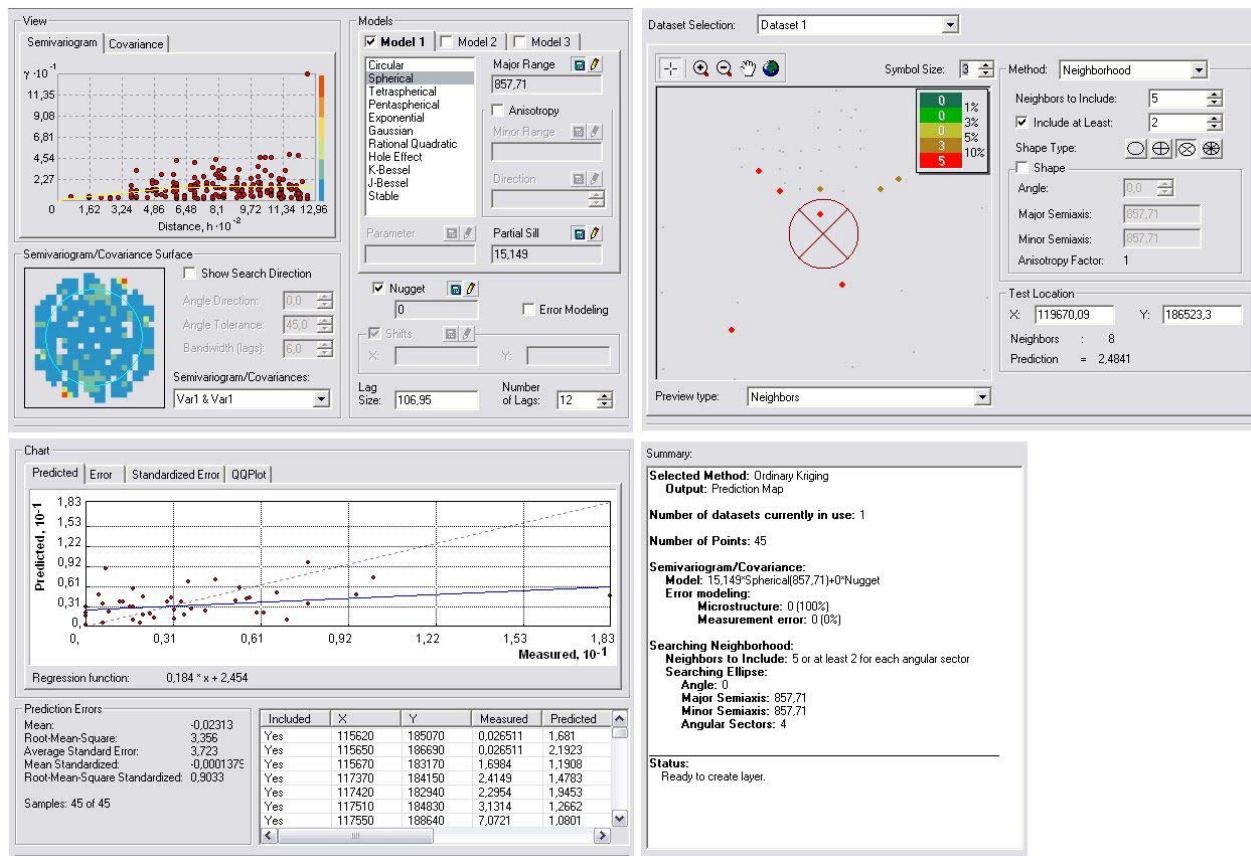 View
Semivariogram Covariance
γ·10⁻¹
11,35
9,08
6,81
4,54
2,27
0 1,62 3,24 4,86 6,48 8,1 9,72 11,34 12,96
Distance, h·10⁻²
Semivariogram/Covariance Surface
Show Search Direction
Angle Direction: 0,0
Angle Tolerance: 45,0
Bandwidth (lags): 6,0
Semivariogram/Covariances:
Var1 & Var1
Models
Model 1 Model 2 Model 3
Circular
Spherical
Tetraspherical
Pentaspherical
Exponential
Gaussian
Rational Quadratic
Hole Effect
K-Bessel
J-Bessel
Stable
Major Range
857,71
Anisotropy
Minor Range
Direction
Parameter
Partial Sill
15,149
Nugget
0
Error Modeling
Shifts
X: Y:
Lag Size: 106,95
Number of Lags: 12
Dataset Selection: Dataset 1
Symbol Size: 3
0
0
0
3
5
1%
3%
5%
10%
Preview type: Neighbors
Method: Neighborhood
Neighbors to Include: 5
Include at Least: 2
Shape Type:
Shape
Angle: 0,0
Major Semiaxis: 857,71
Minor Semiaxis: 857,71
Anisotropy Factor: 1
Test Location
X: 119670,09 Y: 186523,3
Neighbors : 8
Prediction = 2,4841
Chart
Predicted Error Standardized Error QQPlot
Predicted, 10⁻¹
1,83
1,53
1,22
0,92
0,61
0,31
0,
0, 0,31 0,61 0,92 1,22 1,53 1,83
Measured, 10⁻¹
Regression function: 0,184 * x + 2,454
Prediction Errors
Mean: -0,02313
Root-Mean-Square: 3,356
Average Standard Error: 3,723
Mean Standardized: -0,0001379
Root-Mean-Square Standardized: 0,9033
Samples: 45 of 45
Included X Y Measured Predicted
Yes 115620 185070 0,026511 1,681
Yes 115650 186690 0,026511 2,1923
Yes 115670 183170 1,6984 1,1908
Yes 117370 184150 2,4149 1,4783
Yes 117420 182940 2,2954 1,9453
Yes 117510 184830 3,1314 1,2662
Yes 117550 188640 7,0721 1,0801
Summary:
Selected Method: Ordinary Kriging
Output: Prediction Map
Number of datasets currently in use: 1
Number of Points: 45
Semivariogram/Covariance:
Model: 15,149*Spherical(857,71)+0*Nugget
Error modeling:
Microstructure: 0 (100%)
Measurement error: 0 (0%)
Searching Neighborhood:
Neighbors to Include: 5 or at least 2 for each angular sector
Searching Ellipse:
Angle: 0
Major Semiaxis: 857,71
Minor Semiaxis: 857,71
Angular Sectors: 4
Status:
Ready to create layer.